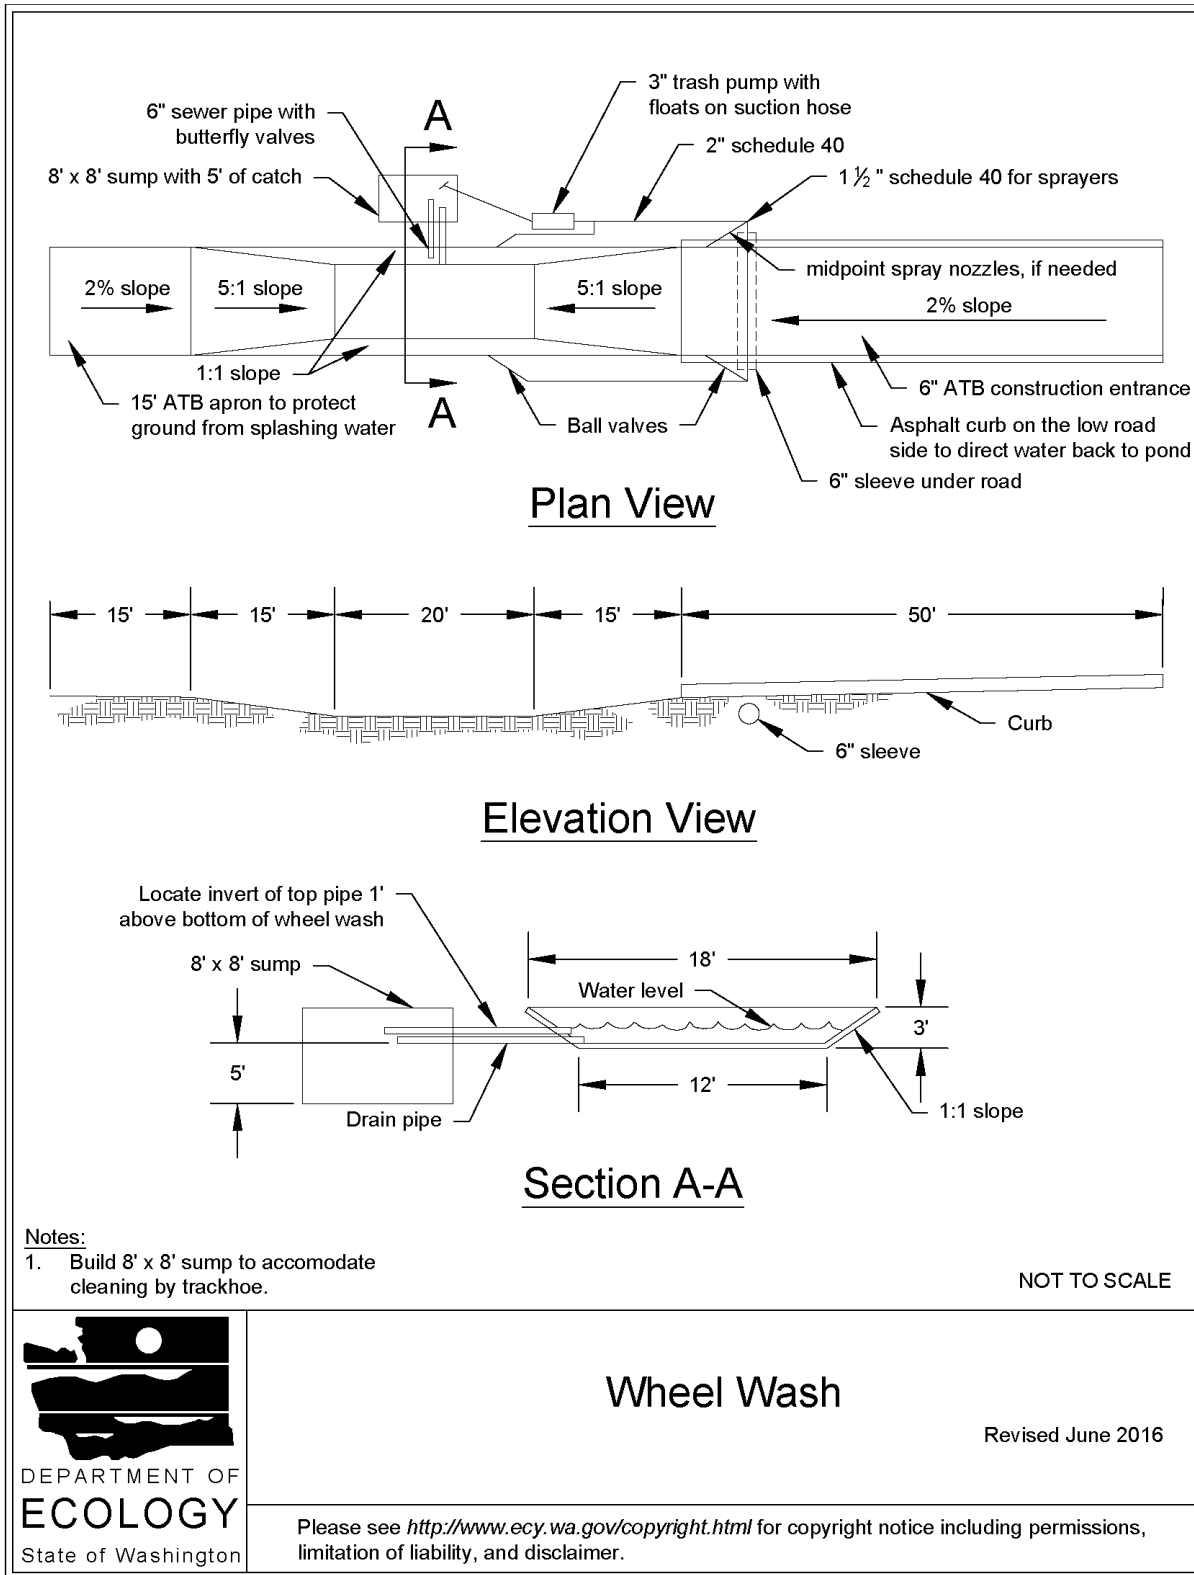 3" trash pump with
floats on suction hose
6" sewer pipe with
butterfly valves
A
2" schedule 40
8' x 8' sump with 5' of catch
1 ½ " schedule 40 for sprayers
midpoint spray nozzles, if needed
2% slope
5:1 slope
5:1 slope
2% slope
1:1 slope
6" ATB construction entrance
15' ATB apron to protect
ground from splashing water
A
Ball valves
Asphalt curb on the low road
side to direct water back to pond
6" sleeve under road
Plan View
15'
15'
20'
15'
50'
Curb
6" sleeve
Elevation View
Locate invert of top pipe 1'
above bottom of wheel wash
8' x 8' sump
18'
Water level
3'
5'
12'
Drain pipe
1:1 slope
Section A-A
Notes:
1. Build 8' x 8' sump to accomodate
cleaning by trackhoe.
NOT TO SCALE
DEPARTMENT OF
ECOLOGY
State of Washington
Wheel Wash
Revised June 2016
Please see http://www.ecy.wa.gov/copyright.html for copyright notice including permissions,
limitation of liability, and disclaimer.